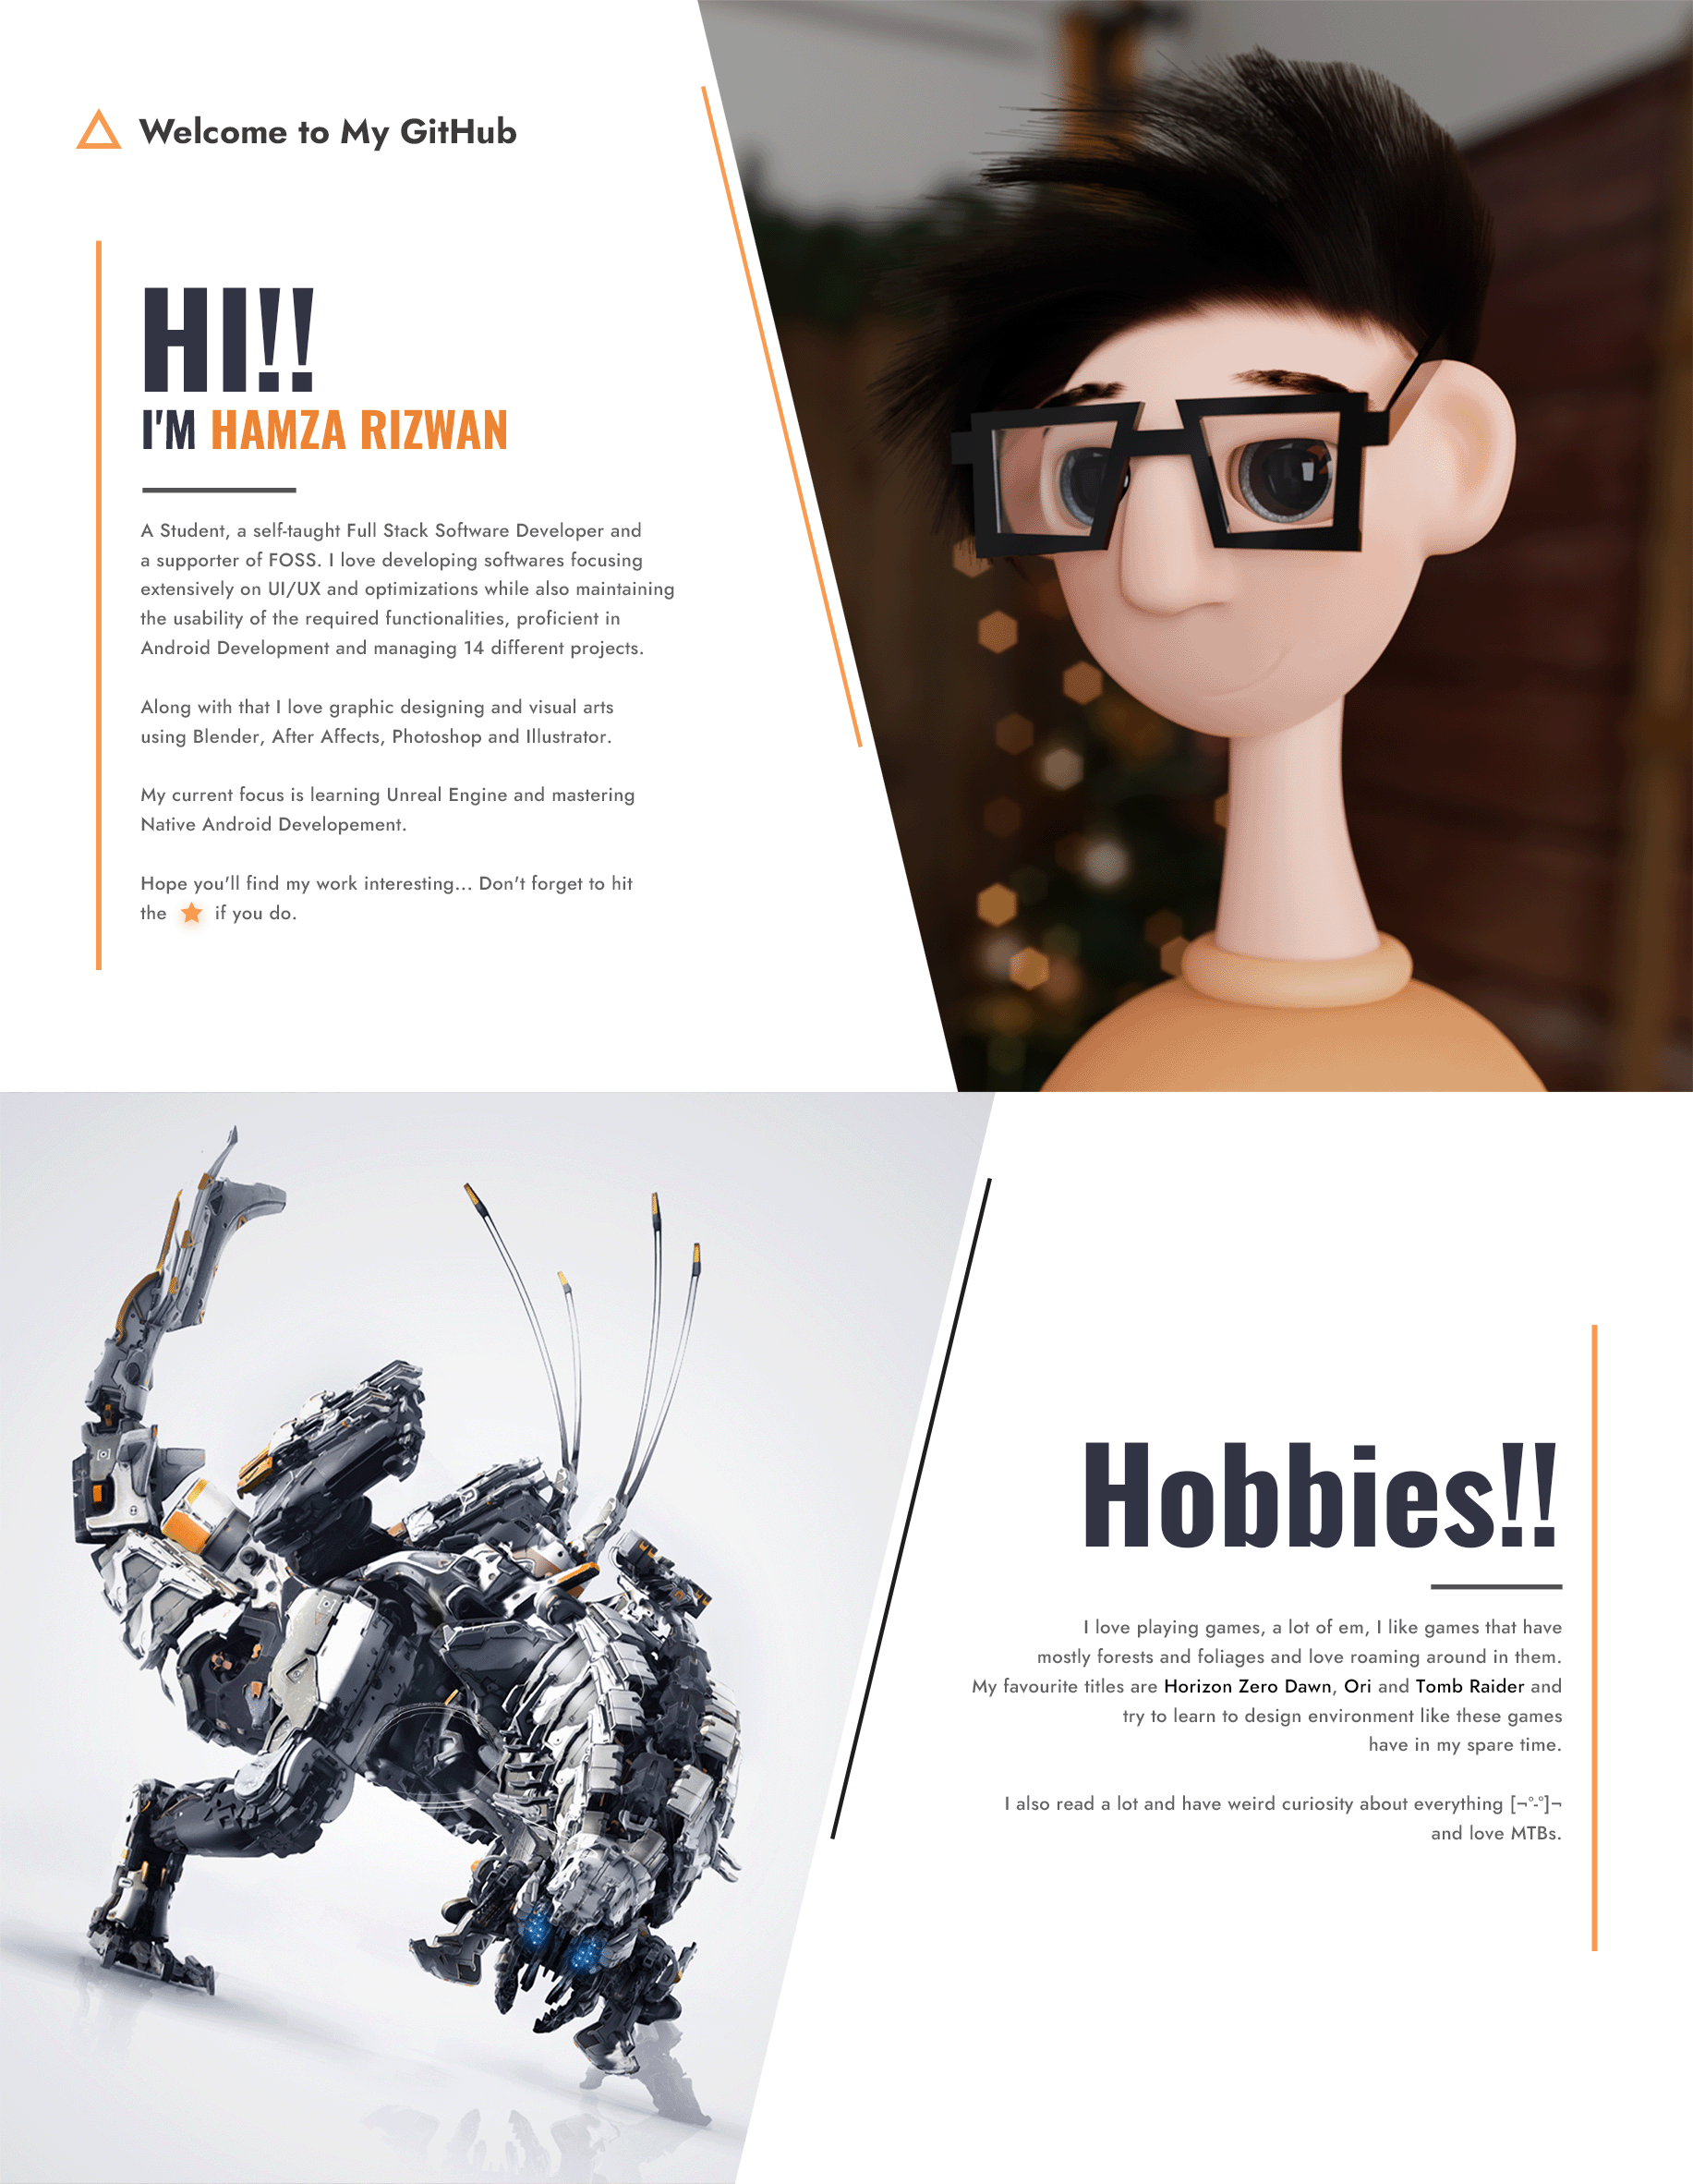 Welcome to My GitHub
HI!!
I'M HAMZA RIZWAN
A Student, a self-taught Full Stack Software Developer and
a supporter of FOSS. I love developing softwares focusing
extensively on UI/UX and optimizations while also maintaining
the usability of the required functionalities, proficient in
Android Development and managing 14 different projects.
Along with that I love graphic designing and visual arts
using Blender, After Affects, Photoshop and Illustrator.
My current focus is learning Unreal Engine and mastering
Native Android Developement.
Hope you'll find my work interesting... Don't forget to hit
the ★ if you do.
Hobbies!!
I love playing games, a lot of em, I like games that have
mostly forests and foliages and love roaming around in them.
My favourite titles are Horizon Zero Dawn, Ori and Tomb Raider and
try to learn to design environment like these games
have in my spare time.
I also read a lot and have weird curiosity about everything [¬°-°]¬
and love MTBs.